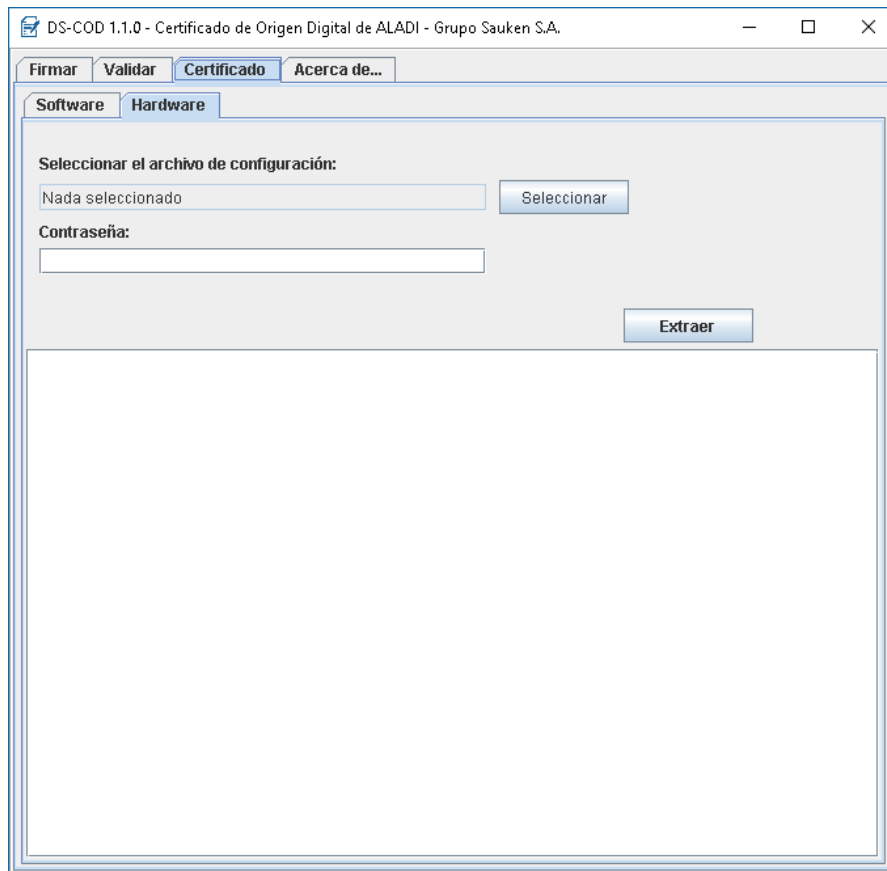 DS-COD 1.1.0 - Certificado de Origen Digital de ALADI - Grupo Sauken S.A.
Firmar Validar Certificado Acerca de...
Software Hardware
Seleccionar el archivo de configuración:
Nada seleccionado Seleccionar
Contraseña:
Extraer